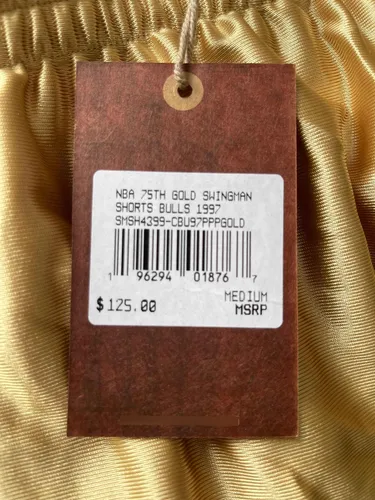 NBA 75TH GOLD SWINGMAN
SHORTS BULLS 1997
SMSH4399-CBU97PPPGOLD
1 96294 01876 7
MEDIUM
$125.00 MSRP